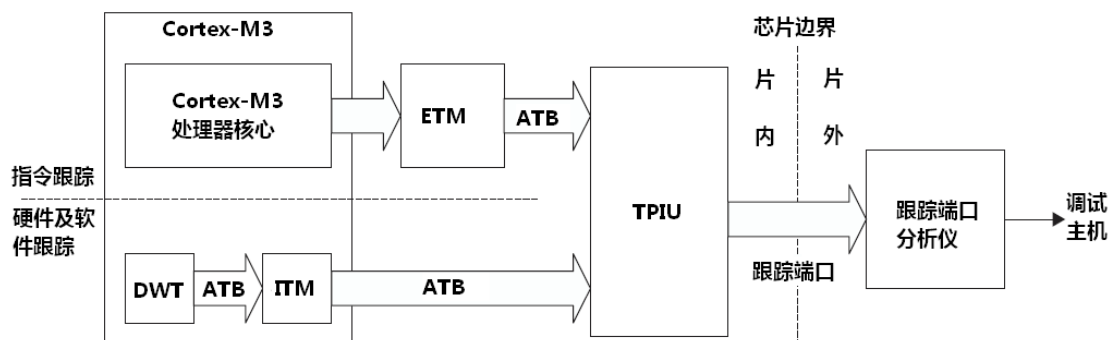 Cortex-M3
芯片边界
Cortex-M3
处理器核心
ETM
ATB
片
内
片
外
指令跟踪
硬件及软
件跟踪
TPIU
跟踪端口
分析仪
调试
主机
DWT
ATB
ITM
ATB
跟踪端口